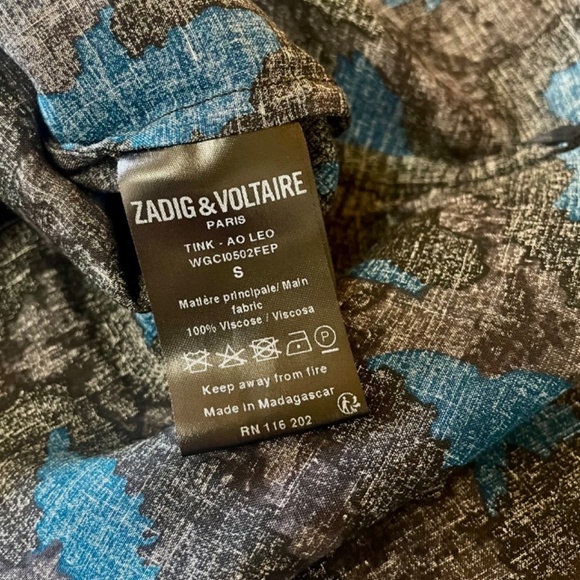 ZADIG & VOLTAIRE
PARIS
TINK - AO LEO
WGCI0502FEP
S
Matière principale/ Main
fabric
100% Viscose / Viscosa
P
Keep away from fire
Made in Madagascar
RN 116 202